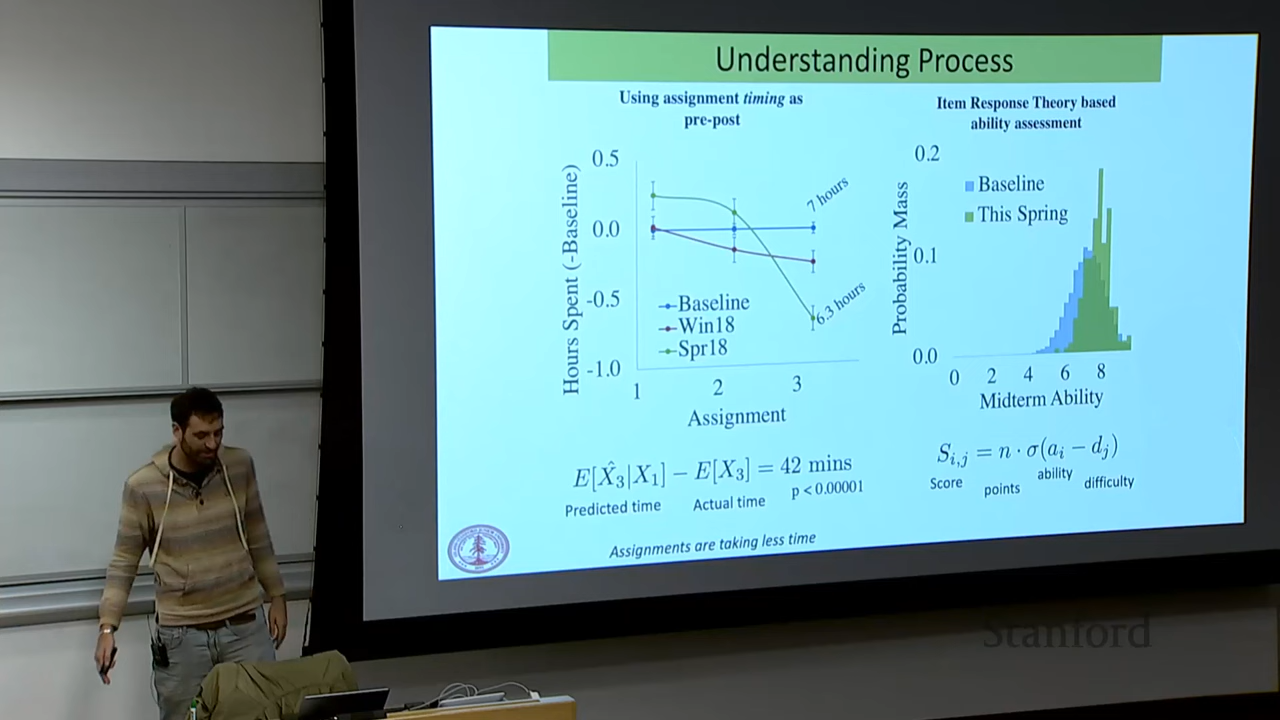 Understanding Process
Using assignment timing as
pre-post
0.5
0.0
-0.5
-1.0
Hours Spent (-Baseline)
7 hours
6.3 hours
Baseline
Win18
Spr18
1 2 3
Assignment
E[X̂₃|X₁] − E[X₃] = 42 mins
Predicted time Actual time p < 0.00001
Assignments are taking less time
Item Response Theory based
ability assessment
0.2
0.1
0.0
Probability Mass
Baseline
This Spring
0 2 4 6 8
Midterm Ability
Sᵢ,ⱼ = n · σ(aᵢ − dⱼ)
Score points ability difficulty
Stanford